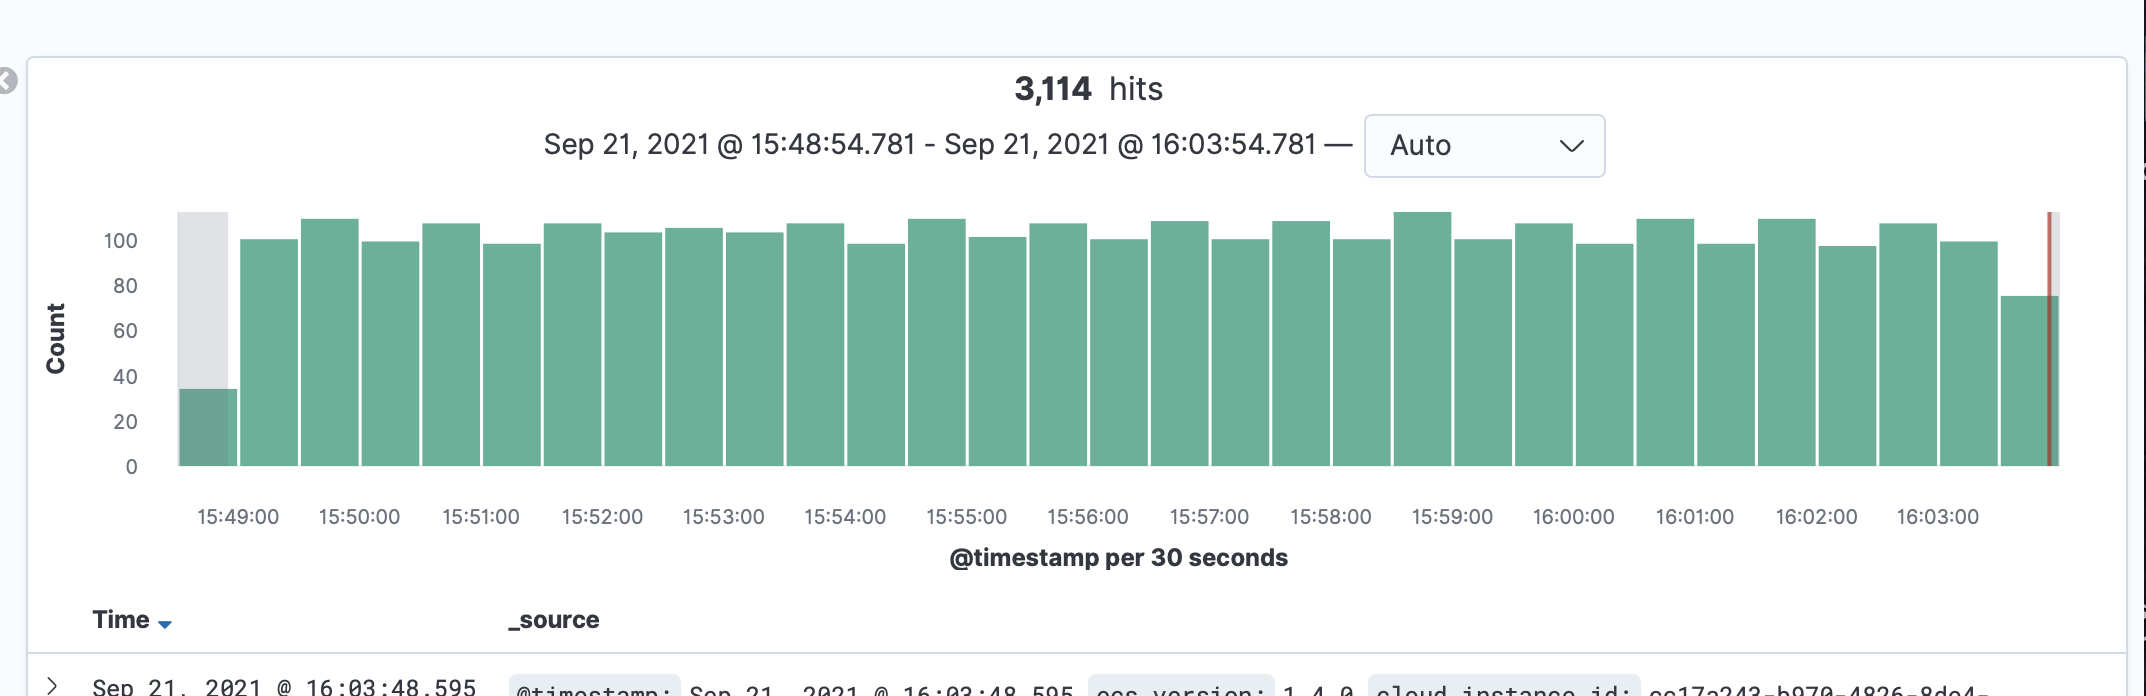 3,114 hits
Sep 21, 2021 @ 15:48:54.781 - Sep 21, 2021 @ 16:03:54.781 — Auto
Count
100
80
60
40
20
0
15:49:00 15:50:00 15:51:00 15:52:00 15:53:00 15:54:00 15:55:00 15:56:00 15:57:00 15:58:00 15:59:00 16:00:00 16:01:00 16:02:00 16:03:00
@timestamp per 30 seconds
Time _source
Sep 21, 2021 @ 16:03:48.595 @timestamp: Sep 21, 2021 @ 16:03:48.595 ecs.version: 1.4.0 cloud.instance.id: cc17a243-b970-4826-8de4-